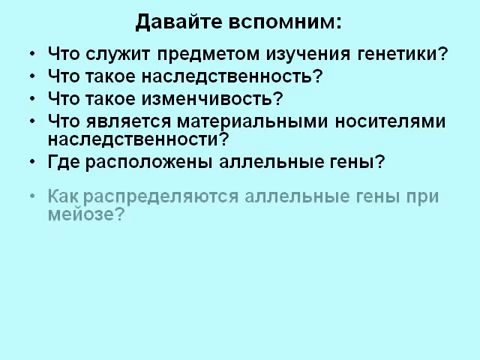 Давайте вспомним:
• Что служит предметом изучения генетики?
• Что такое наследственность?
• Что такое изменчивость?
• Что является материальными носителями
наследственности?
• Где расположены аллельные гены?
• Как распределяются аллельные гены при
мейозе?